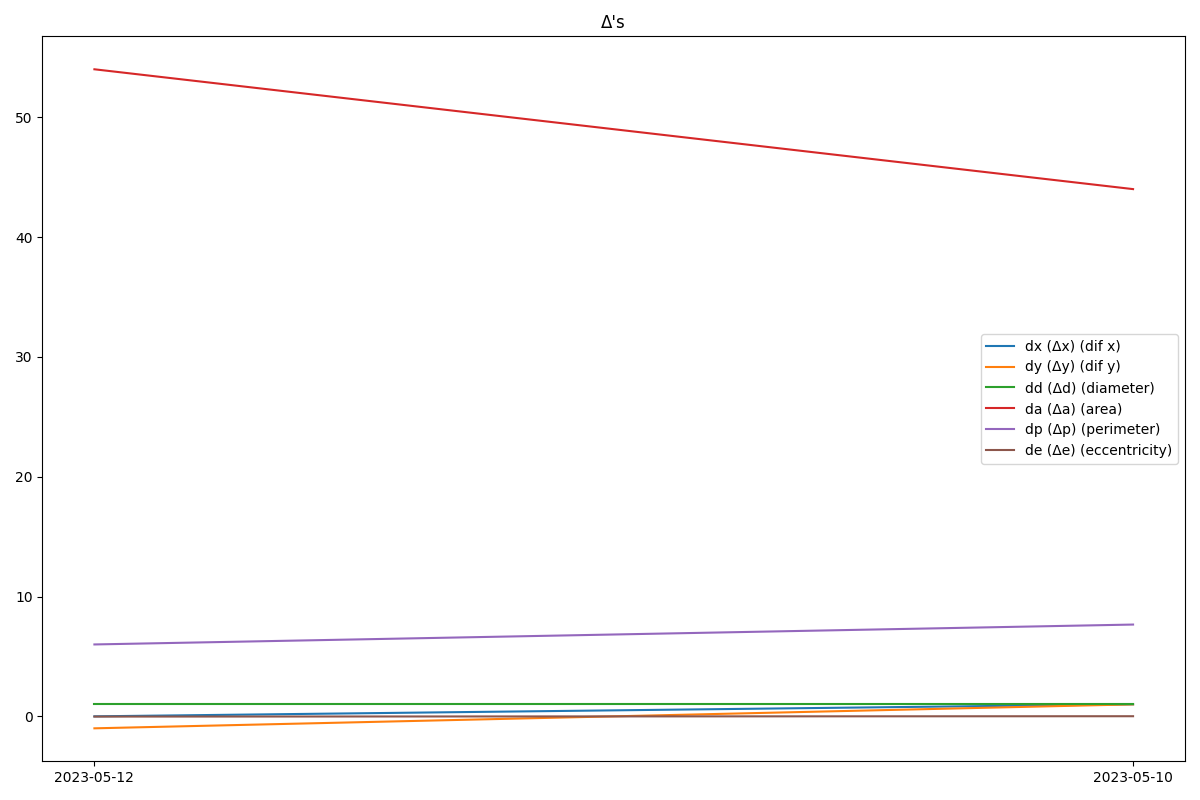 Δ's
50
40
30
20
10
0
dx (Δx) (dif x)
dy (Δy) (dif y)
dd (Δd) (diameter)
da (Δa) (area)
dp (Δp) (perimeter)
de (Δe) (eccentricity)
2023-05-12 2023-05-10